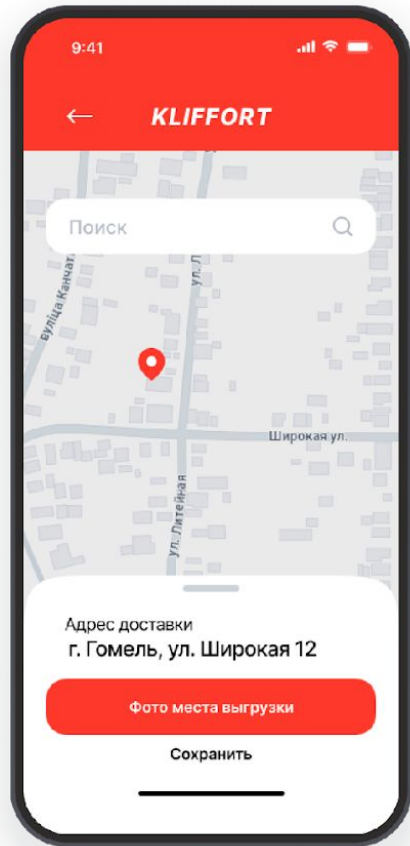 9:41
KLIFFORT
Поиск
вуліца Канчат
ул. Л
Широкая ул.
ул. Литейная
Адрес доставки
г. Гомель, ул. Широкая 12
Фото места выгрузки
Сохранить